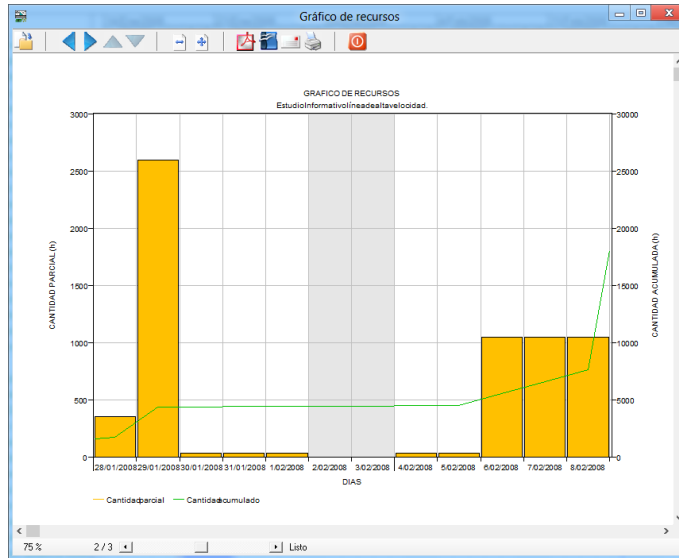 Gráfico de recursos
GRAFICO DE RECURSOS
EstudioInformativolíneadealtavelocidad.
3000
2500
2000
1500
1000
500
0
CANTIDAD PARCIAL (h)
30000
25000
20000
15000
10000
5000
0
CANTIDAD ACUMULADA (h)
28/01/2008 29/01/2008 30/01/2008 31/01/2008 1/02/2008 2/02/2008 3/02/2008 4/02/2008 5/02/2008 6/02/2008 7/02/2008 8/02/2008
DIAS
Cantidadparcial Cantidadacumulado
75 % 2 / 3 Listo